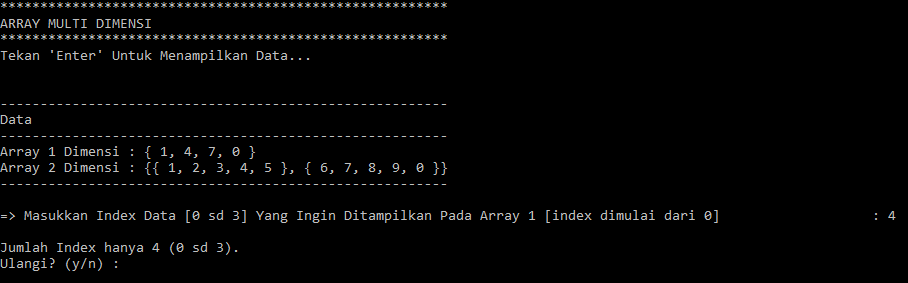 ********************************************************
ARRAY MULTI DIMENSI
********************************************************
Tekan 'Enter' Untuk Menampilkan Data...
--------------------------------------------------------
Data
--------------------------------------------------------
Array 1 Dimensi : { 1, 4, 7, 0 }
Array 2 Dimensi : {{ 1, 2, 3, 4, 5 }, { 6, 7, 8, 9, 0 }}
--------------------------------------------------------
=> Masukkan Index Data [0 sd 3] Yang Ingin Ditampilkan Pada Array 1 [index dimulai dari 0] : 4
Jumlah Index hanya 4 (0 sd 3).
Ulangi? (y/n) :